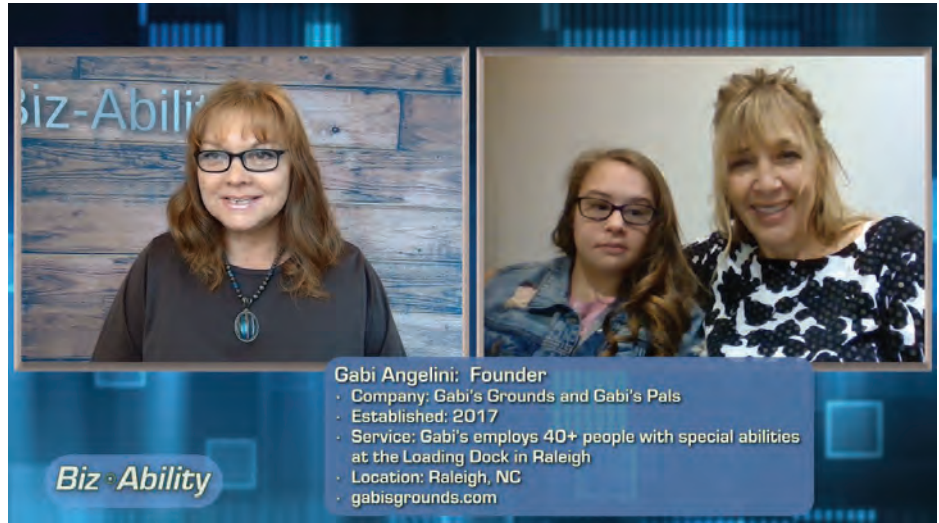 Biz-Abilit
Gabi Angelini: Founder
· Company: Gabi's Grounds and Gabi's Pals
· Established: 2017
· Service: Gabi's employs 40+ people with special abilities
at the Loading Dock in Raleigh
· Location: Raleigh, NC
· gabisgrounds.com
Biz · Ability